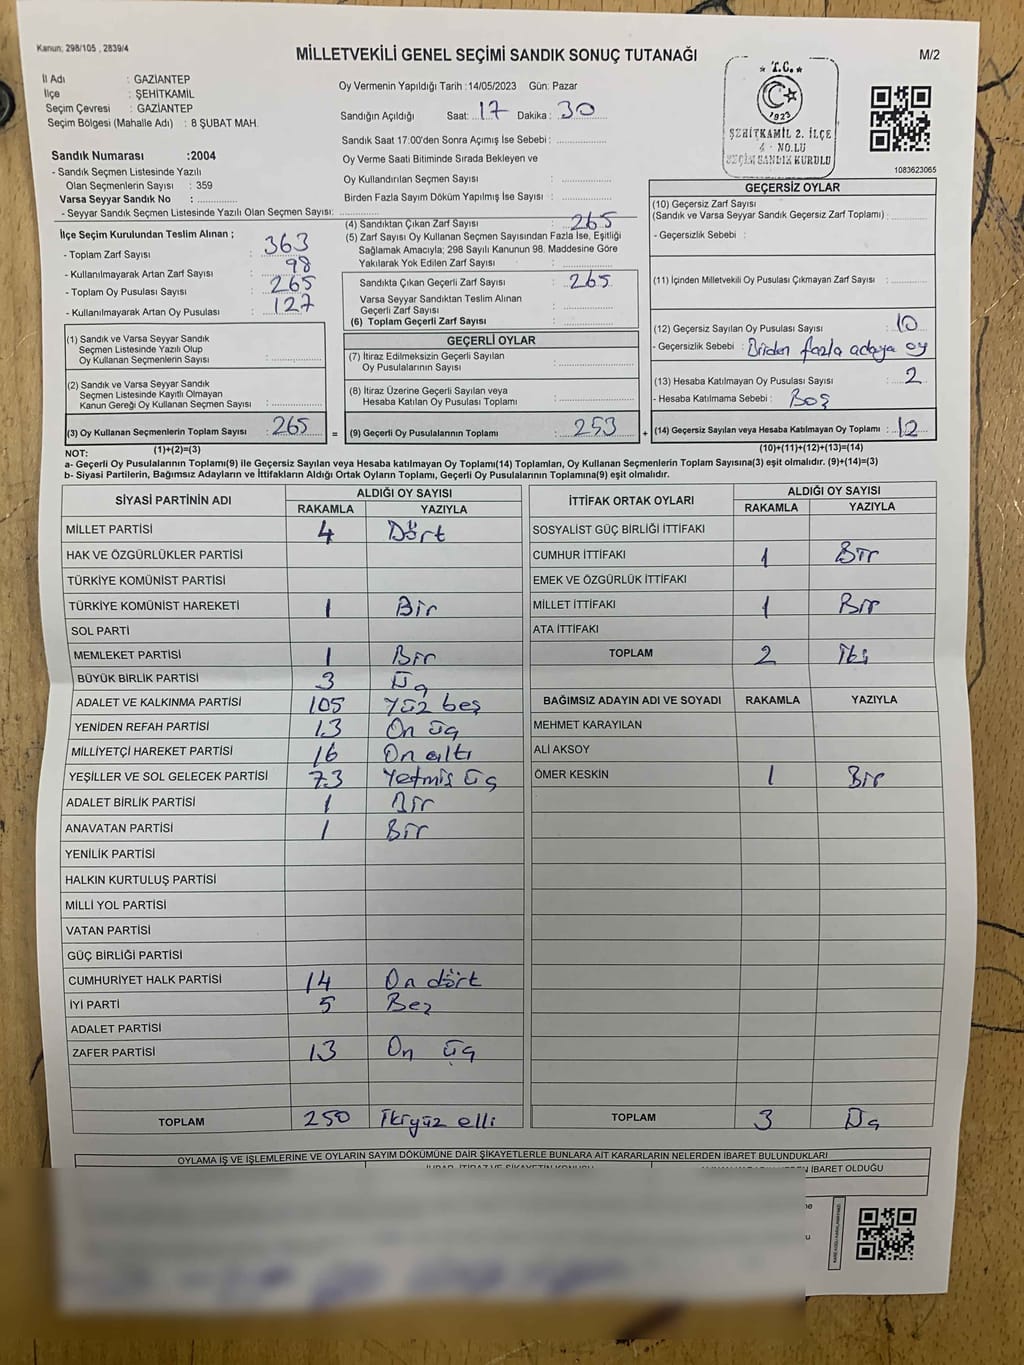 Kanun: 298/105 , 2839/4
MİLLETVEKİLİ GENEL SEÇİMİ SANDIK SONUÇ TUTANAĞI
M/2
İl Adı : GAZİANTEP
İlçe : ŞEHİTKAMİL
Seçim Çevresi : GAZİANTEP
Seçim Bölgesi (Mahalle Adı) : 8 ŞUBAT MAH.
Sandık Numarası :2004
- Sandık Seçmen Listesinde Yazılı
Olan Seçmenlerin Sayısı : 359
Varsa Seyyar Sandık No :
- Seyyar Sandık Seçmen Listesinde Yazılı Olan Seçmen Sayısı:
Oy Vermenin Yapıldığı Tarih :14/05/2023 Gün: Pazar
Sandığın Açıldığı Saat: 17 Dakika : 30
Sandık Saat 17:00'den Sonra Açımış İse Sebebi :
Oy Verme Saati Bitiminde Sırada Bekleyen ve
Oy Kullandırılan Seçmen Sayısı :
Birden Fazla Sayım Döküm Yapılmış İse Sayısı :
★ T.C. ★
1923
ŞEHİTKAMİL 2. İLÇE
4 NO.LU
SEÇİM SANDIK KURULU
1083623065
İlçe Seçim Kurulundan Teslim Alınan ;
- Toplam Zarf Sayısı : 363
- Kullanılmayarak Artan Zarf Sayısı : 98
- Toplam Oy Pusulası Sayısı : 265
- Kullanılmayarak Artan Oy Pusulası : 127
(1) Sandık ve Varsa Seyyar Sandık
Seçmen Listesinde Yazılı Olup
Oy Kullanan Seçmenlerin Sayısı :
(2) Sandık ve Varsa Seyyar Sandık
Seçmen Listesinde Kayıtlı Olmayan
Kanun Gereği Oy Kullanan Seçmen Sayısı :
(3) Oy Kullanan Seçmenlerin Toplam Sayısı : 265
(1)+(2)=(3)
(4) Sandıktan Çıkan Zarf Sayısı : 265
(5) Zarf Sayısı Oy Kullanan Seçmen Sayısından Fazla İse, Eşitliği
Sağlamak Amacıyla; 298 Sayılı Kanunun 98. Maddesine Göre
Yakılarak Yok Edilen Zarf Sayısı :
Sandıkta Çıkan Geçerli Zarf Sayısı : 265
Varsa Seyyar Sandıktan Teslim Alınan
Geçerli Zarf Sayısı :
(6) Toplam Geçerli Zarf Sayısı :
GEÇERLİ OYLAR
(7) İtiraz Edilmeksizin Geçerli Sayılan
Oy Pusulalarının Sayısı :
(8) İtiraz Üzerine Geçerli Sayılan veya
Hesaba Katılan Oy Pusulası Toplamı :
= (9) Geçerli Oy Pusulalarının Toplamı : 253 +
GEÇERSİZ OYLAR
(10) Geçersiz Zarf Sayısı
(Sandık ve Varsa Seyyar Sandık Geçersiz Zarf Toplamı) :
- Geçersizlik Sebebi :
(11) İçinden Milletvekili Oy Pusulası Çıkmayan Zarf Sayısı :
(12) Geçersiz Sayılan Oy Pusulası Sayısı : 10
- Geçersizlik Sebebi : Birden fazla adaya oy
(13) Hesaba Katılmayan Oy Pusulası Sayısı : 2
- Hesaba Katılmama Sebebi : Boş
(14) Geçersiz Sayılan veya Hesaba Katılmayan Oy Toplamı : 12
(10)+(11)+(12)+(13)=(14)
NOT:
a- Geçerli Oy Pusulalarının Toplamı(9) ile Geçersiz Sayılan veya Hesaba katılmayan Oy Toplamı(14) Toplamları, Oy Kullanan Seçmenlerin Toplam Sayısına(3) eşit olmalıdır. (9)+(14)=(3)
b- Siyasi Partilerin, Bağımsız Adayların ve İttifakların Aldığı Ortak Oyların Toplamı, Geçerli Oy Pusulalarının Toplamına(9) eşit olmalıdır.
SİYASİ PARTİNİN ADI ALDIĞI OY SAYISI
RAKAMLA YAZIYLA
MİLLET PARTİSİ 4 Dört
HAK VE ÖZGÜRLÜKLER PARTİSİ
TÜRKİYE KOMÜNİST PARTİSİ
TÜRKİYE KOMÜNİST HAREKETİ 1 Bir
SOL PARTİ
MEMLEKET PARTİSİ 1 Bir
BÜYÜK BİRLİK PARTİSİ 3 Üç
ADALET VE KALKINMA PARTİSİ 105 Yüz beş
YENİDEN REFAH PARTİSİ 13 On üç
MİLLİYETÇİ HAREKET PARTİSİ 16 On altı
YEŞİLLER VE SOL GELECEK PARTİSİ 73 Yetmiş üç
ADALET BİRLİK PARTİSİ 1 Bir
ANAVATAN PARTİSİ 1 Bir
YENİLİK PARTİSİ
HALKIN KURTULUŞ PARTİSİ
MİLLİ YOL PARTİSİ
VATAN PARTİSİ
GÜÇ BİRLİĞİ PARTİSİ
CUMHURİYET HALK PARTİSİ 14 On dört
İYİ PARTİ 5 Beş
ADALET PARTİSİ
ZAFER PARTİSİ 13 On üç
TOPLAM 250 İkiyüz elli
İTTİFAK ORTAK OYLARI ALDIĞI OY SAYISI
RAKAMLA YAZIYLA
SOSYALİST GÜÇ BİRLİĞİ İTTİFAKI
CUMHUR İTTİFAKI 1 Bir
EMEK VE ÖZGÜRLÜK İTTİFAKI
MİLLET İTTİFAKI 1 Bir
ATA İTTİFAKI
TOPLAM 2 İki
BAĞIMSIZ ADAYIN ADI VE SOYADI RAKAMLA YAZIYLA
MEHMET KARAYILAN
ALİ AKSOY
ÖMER KESKİN 1 Bir
TOPLAM 3 Üç
OYLAMA İŞ VE İŞLEMLERİNE VE OYLARIN SAYIM DÖKÜMÜNE DAİR ŞİKAYETLERLE BUNLARA AİT KARARLARIN NELERDEN İBARET BULUNDUKLARI
İBARET OLDUĞU